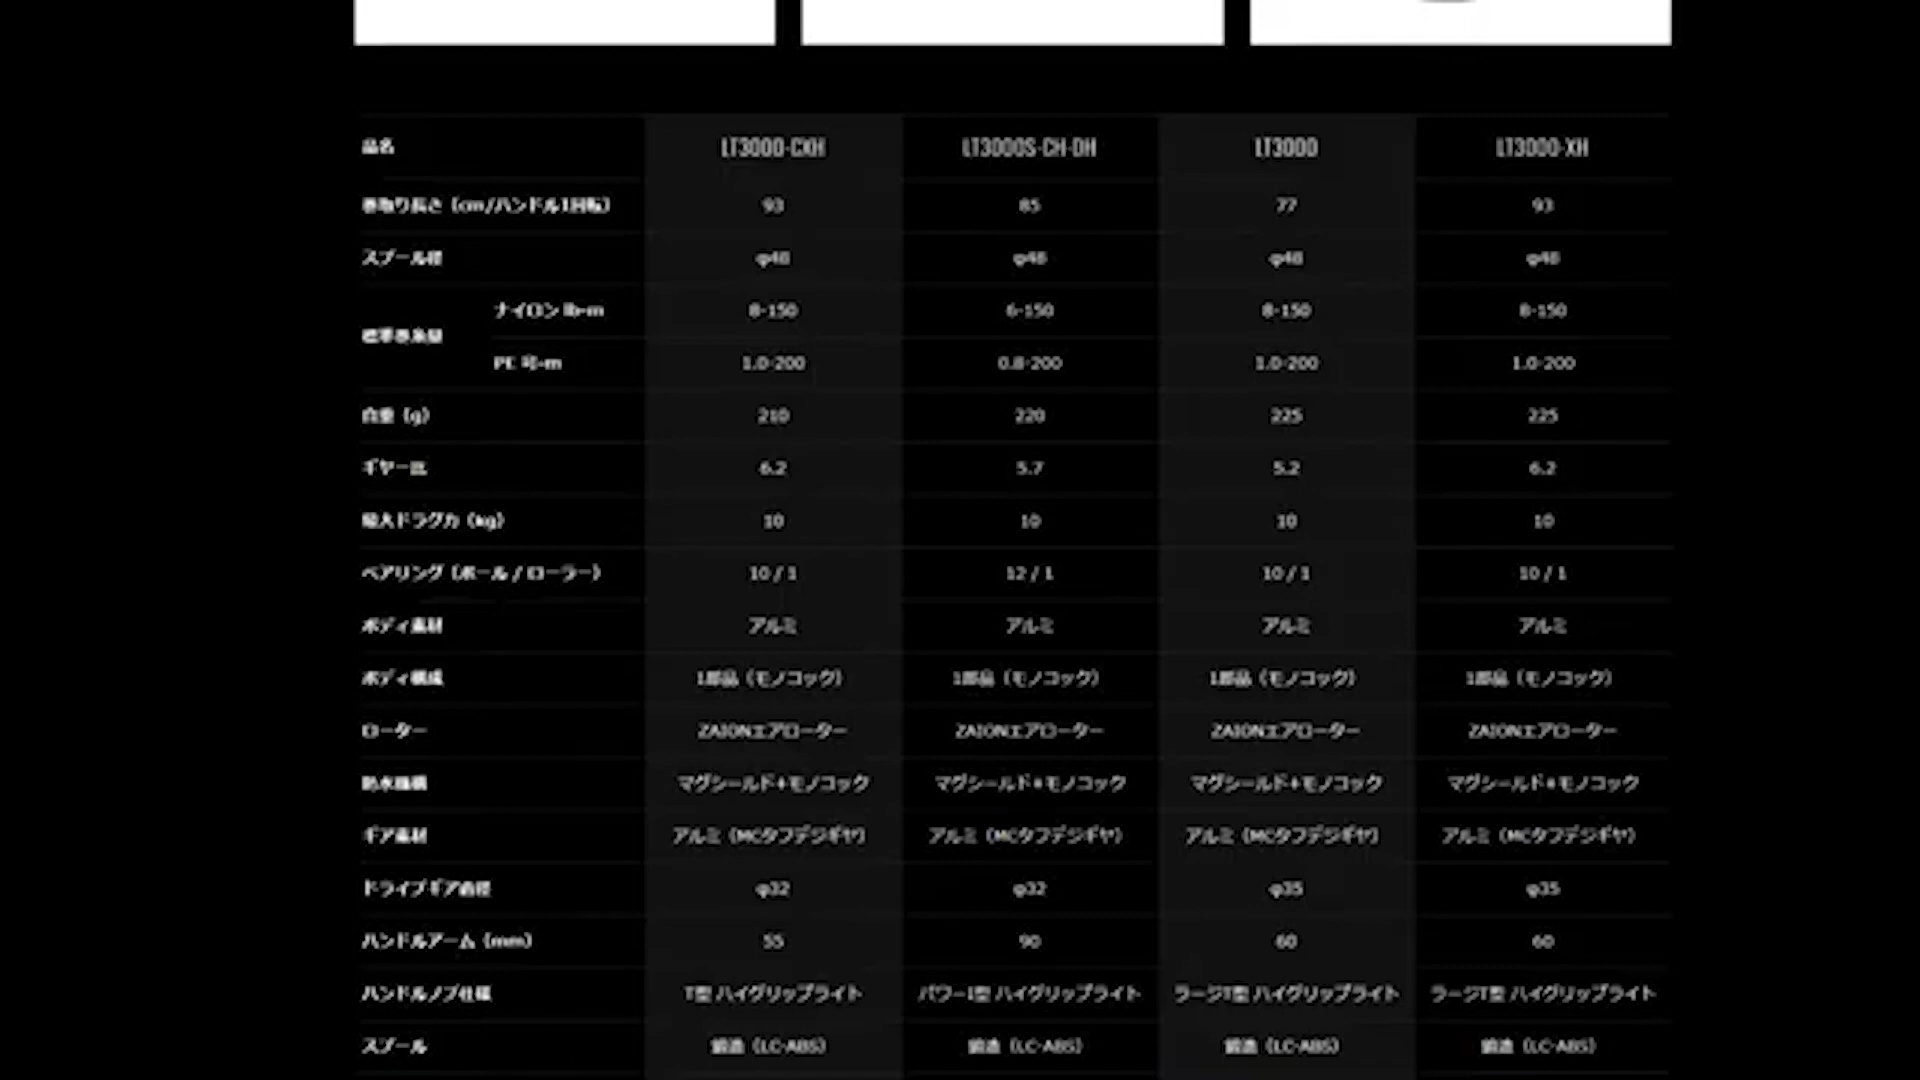 品名 LT3000-CXH LT3000S-CH-DH LT3000 LT3000-XH
巻取り長さ（cm/ハンドル1回転） 93 85 77 93
スプール径 φ48 φ48 φ48 φ48
標準巻糸量
ナイロン lb-m 8-150 6-150 8-150 8-150
PE 号-m 1.0-200 0.8-200 1.0-200 1.0-200
自重（g） 210 220 225 225
ギヤー比 6.2 5.7 5.2 6.2
最大ドラグ力（kg） 10 10 10 10
ベアリング（ボール / ローラー） 10 / 1 12 / 1 10 / 1 10 / 1
ボディ素材 アルミ アルミ アルミ アルミ
ボディ構成 1部品（モノコック） 1部品（モノコック） 1部品（モノコック） 1部品（モノコック）
ローター ZAIONエアローター ZAIONエアローター ZAIONエアローター ZAIONエアローター
防水機構 マグシールド+モノコック マグシールド+モノコック マグシールド+モノコック マグシールド+モノコック
ギア素材 アルミ（MCタフデジギヤ） アルミ（MCタフデジギヤ） アルミ（MCタフデジギヤ） アルミ（MCタフデジギヤ）
ドライブギア直径 φ32 φ32 φ35 φ35
ハンドルアーム（mm） 55 90 60 60
ハンドルノブ仕様 T型 ハイグリップライト パワーI型 ハイグリップライト ラージT型 ハイグリップライト ラージT型 ハイグリップライト
スプール 鍛造（LC-ABS） 鍛造（LC-ABS） 鍛造（LC-ABS） 鍛造（LC-ABS）